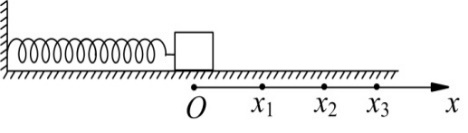 O x₁ x₂ x₃ x